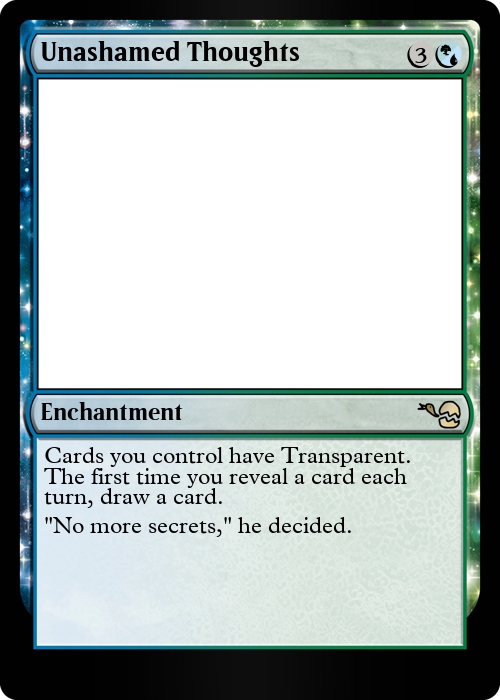 Unashamed Thoughts
3
Enchantment
Cards you control have Transparent.
The first time you reveal a card each
turn, draw a card.
"No more secrets," he decided.